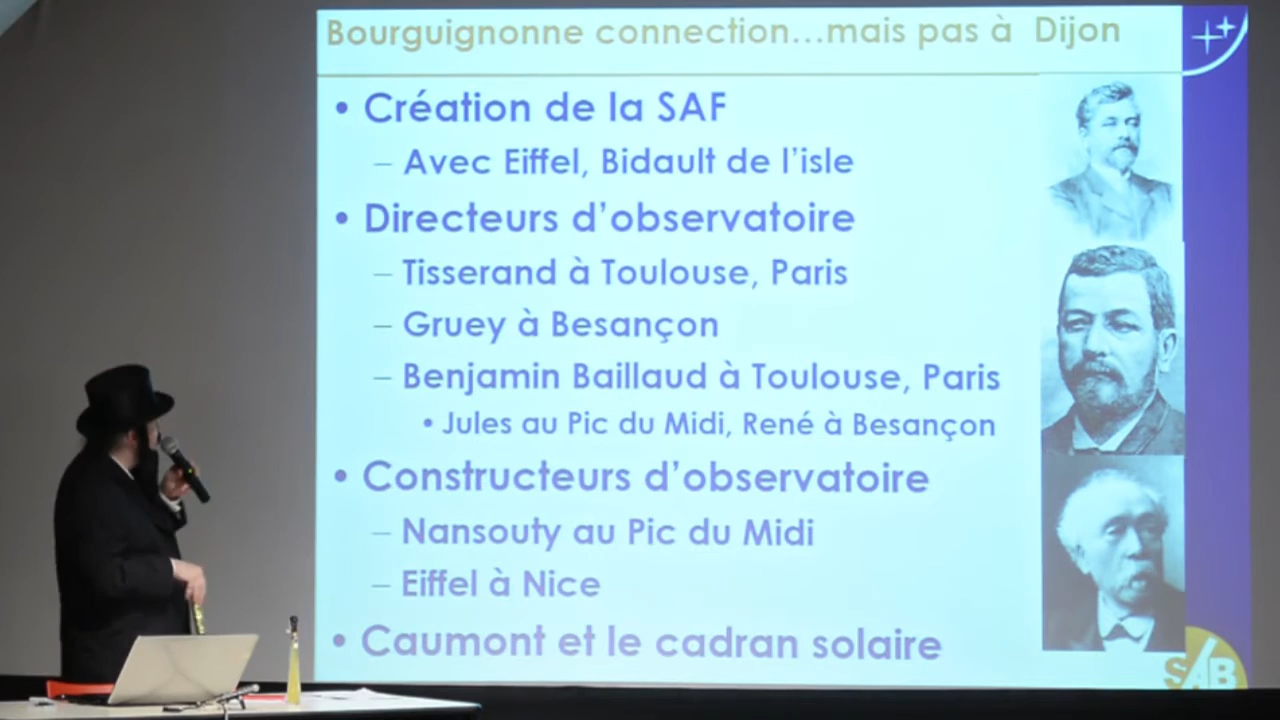 Bourguignonne connection...mais pas à Dijon
• Création de la SAF
– Avec Eiffel, Bidault de l'isle
• Directeurs d'observatoire
– Tisserand à Toulouse, Paris
– Gruey à Besançon
– Benjamin Baillaud à Toulouse, Paris
• Jules au Pic du Midi, René à Besançon
• Constructeurs d'observatoire
– Nansouty au Pic du Midi
– Eiffel à Nice
• Caumont et le cadran solaire
SAB